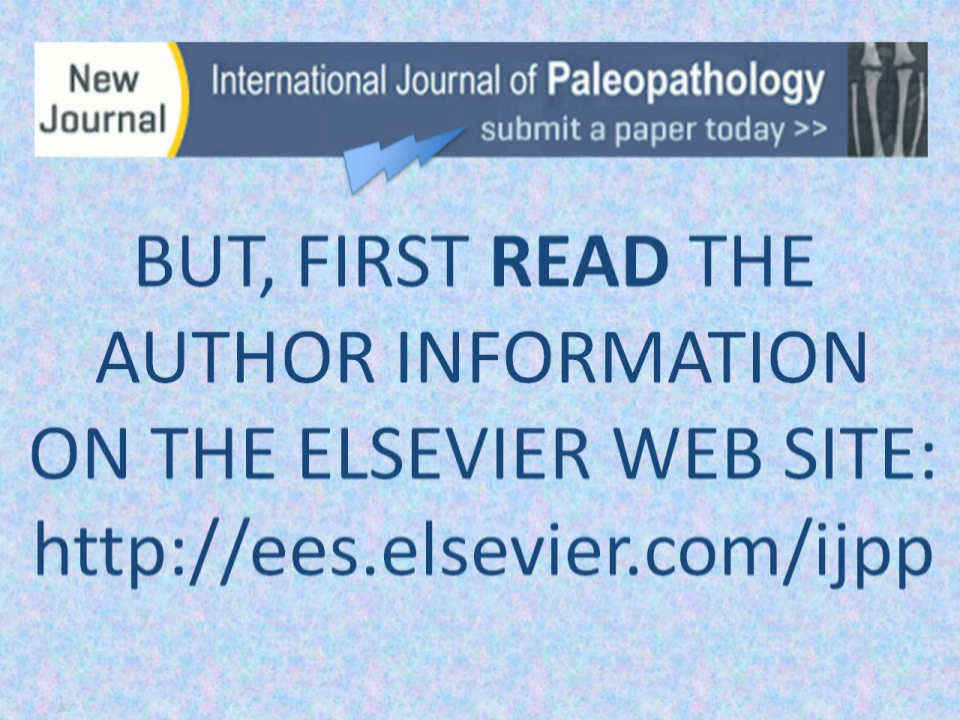 New
Journal
International Journal of Paleopathology
submit a paper today >>
BUT, FIRST READ THE
AUTHOR INFORMATION
ON THE ELSEVIER WEB SITE:
http://ees.elsevier.com/ijpp